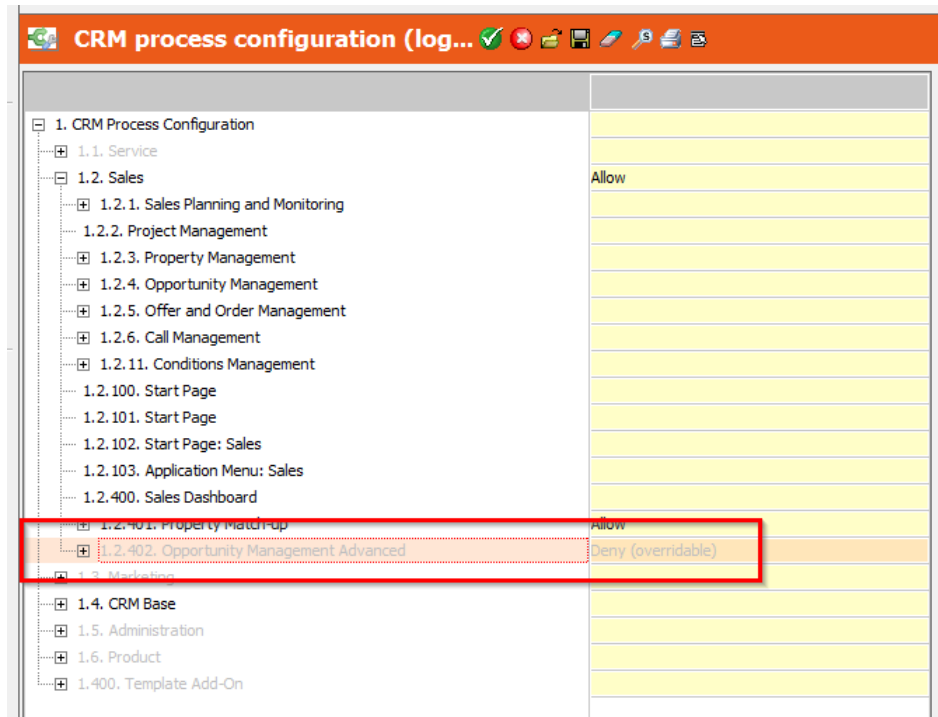 CRM process configuration (log...
1. CRM Process Configuration
1.1. Service
1.2. Sales Allow
1.2.1. Sales Planning and Monitoring
1.2.2. Project Management
1.2.3. Property Management
1.2.4. Opportunity Management
1.2.5. Offer and Order Management
1.2.6. Call Management
1.2.11. Conditions Management
1.2.100. Start Page
1.2.101. Start Page
1.2.102. Start Page: Sales
1.2.103. Application Menu: Sales
1.2.400. Sales Dashboard
1.2.401. Property Match-up Allow
1.2.402. Opportunity Management Advanced Deny (overridable)
1.3. Marketing
1.4. CRM Base
1.5. Administration
1.6. Product
1.400. Template Add-On